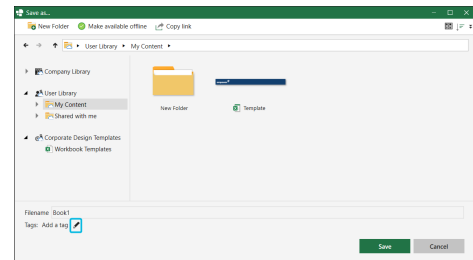 Save as...
New Folder Make available offline Copy link
User Library My Content
Company Library
User Library
My Content
Shared with me
Corporate Design Templates
Workbook Templates
New Folder
Template
Filename Book1
Tags: Add a tag
Save Cancel